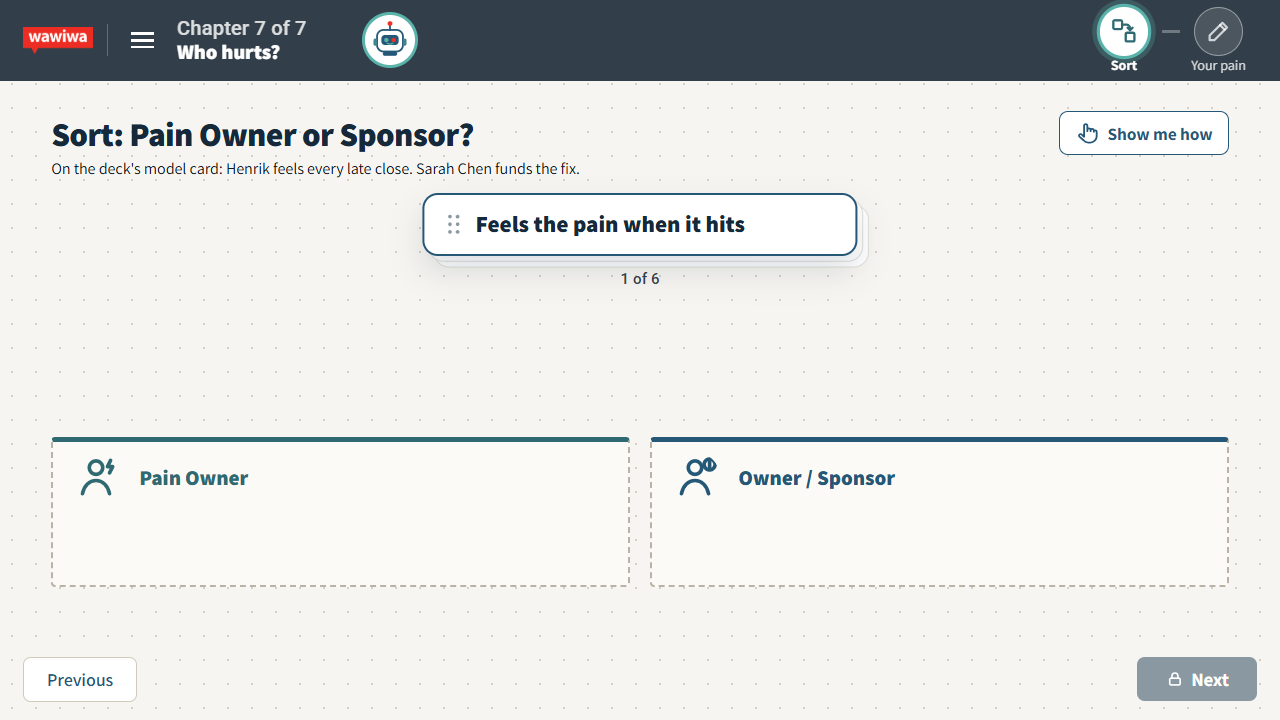 wawiwa
Chapter 7 of 7
Who hurts?
Sort
Your pain
Sort: Pain Owner or Sponsor?
Show me how
On the deck's model card: Henrik feels every late close. Sarah Chen funds the fix.
Feels the pain when it hits
1 of 6
Pain Owner
Owner / Sponsor
Previous
Next